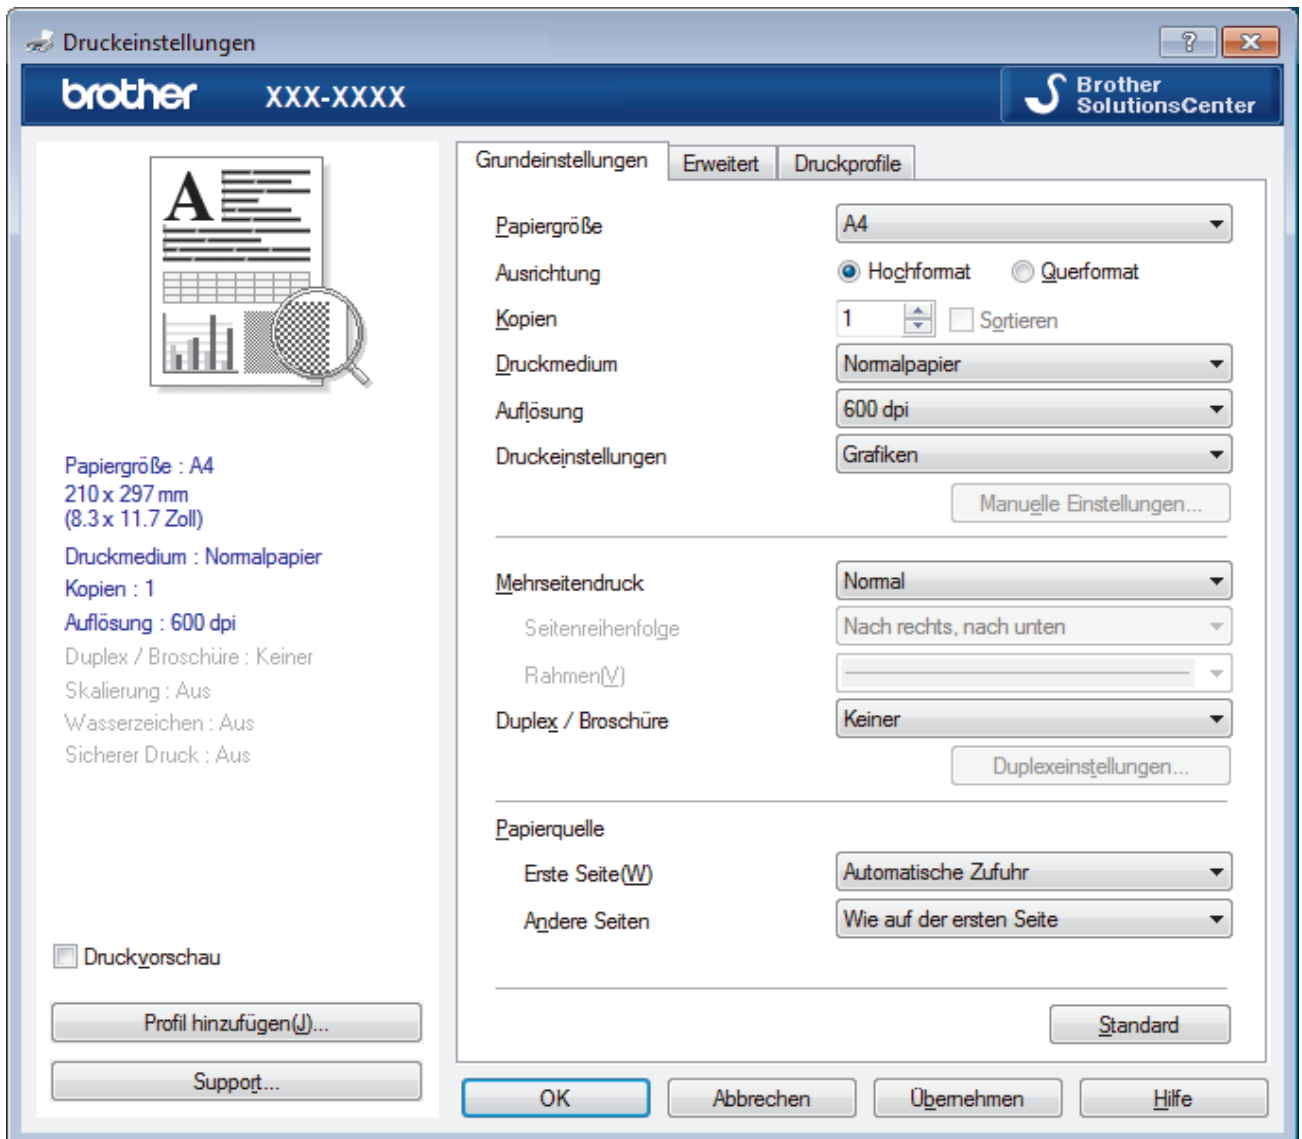 Druckeinstellungen
?
brother XXX-XXXX
Brother
SolutionsCenter
A
Papiergröße : A4
210 x 297 mm
(8.3 x 11.7 Zoll)
Druckmedium : Normalpapier
Kopien : 1
Auflösung : 600 dpi
Duplex / Broschüre : Keiner
Skalierung : Aus
Wasserzeichen : Aus
Sicherer Druck : Aus
Druckvorschau
Profil hinzufügen(J)...
Support...
Grundeinstellungen Erweitert Druckprofile
Papiergröße A4
Ausrichtung Hochformat Querformat
Kopien 1 Sortieren
Druckmedium Normalpapier
Auflösung 600 dpi
Druckeinstellungen Grafiken
Manuelle Einstellungen...
Mehrseitendruck Normal
Seitenreihenfolge Nach rechts, nach unten
Rahmen(V)
Duplex / Broschüre Keiner
Duplexeinstellungen...
Papierquelle
Erste Seite(W) Automatische Zufuhr
Andere Seiten Wie auf der ersten Seite
Standard
OK Abbrechen Übernehmen Hilfe